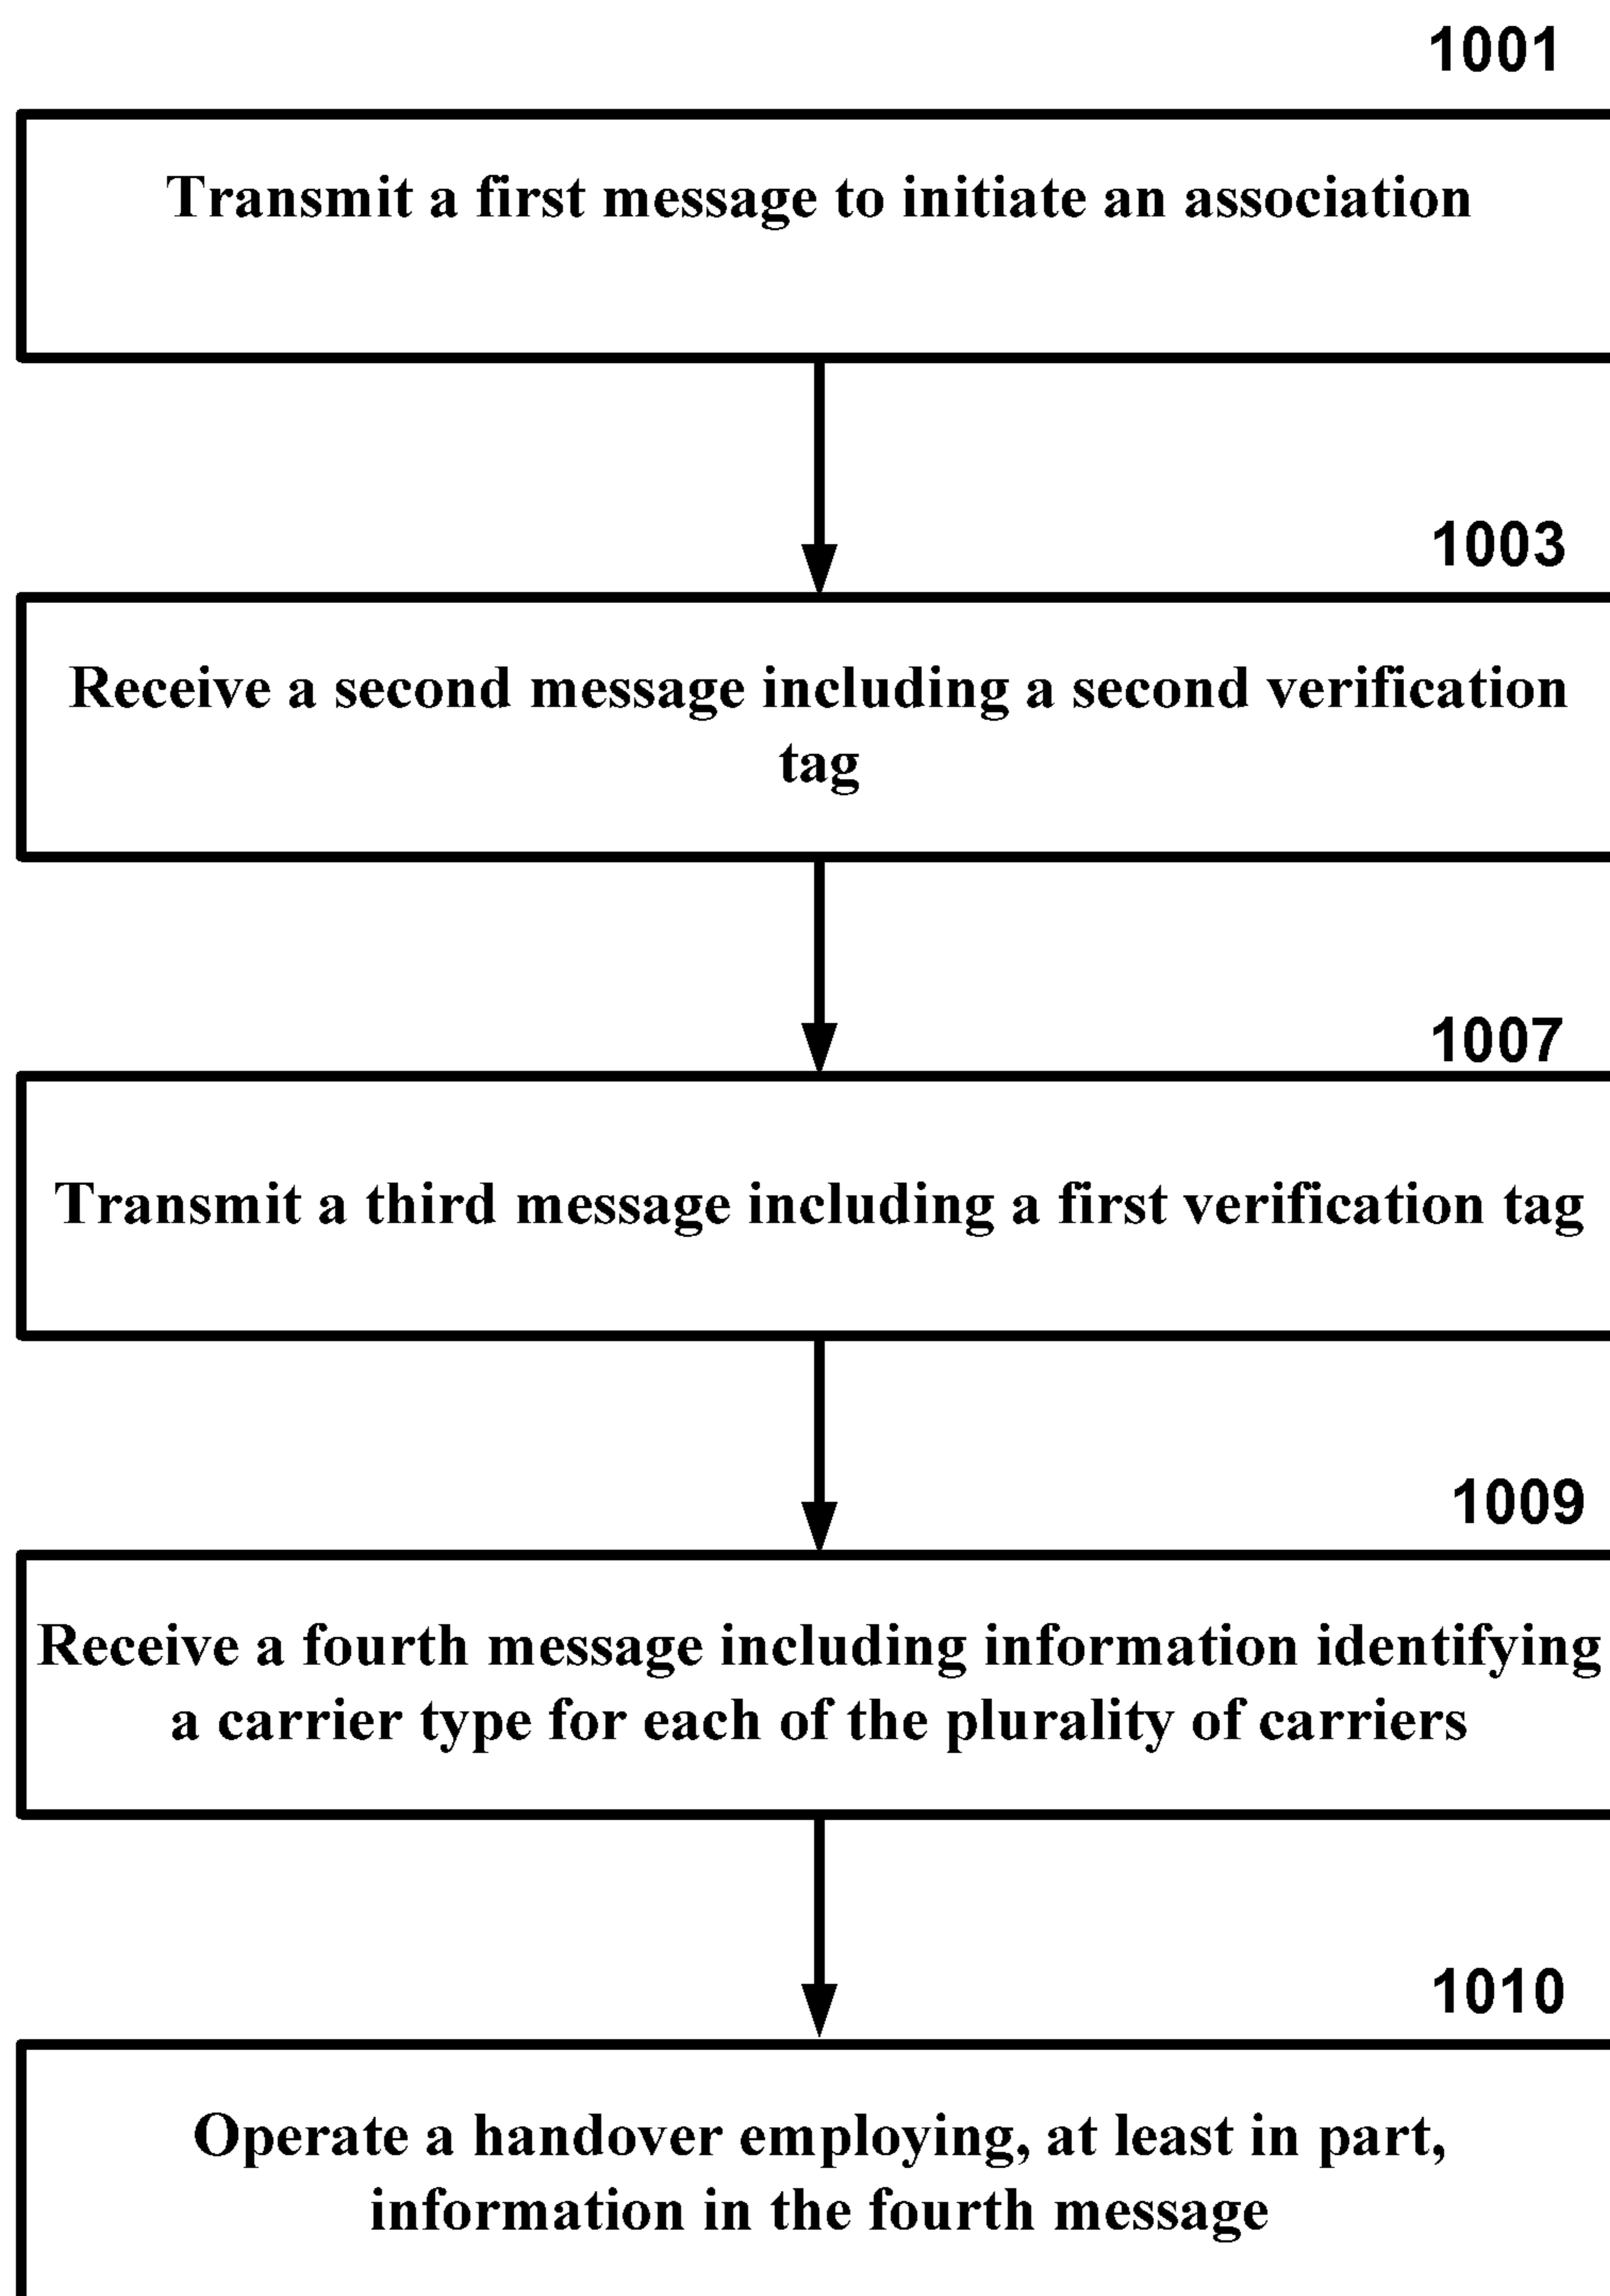 1001
Transmit a first message to initiate an association
1003
Receive a second message including a second verification
tag
1007
Transmit a third message including a first verification tag
1009
Receive a fourth message including information identifying
a carrier type for each of the plurality of carriers
1010
Operate a handover employing, at least in part,
information in the fourth message